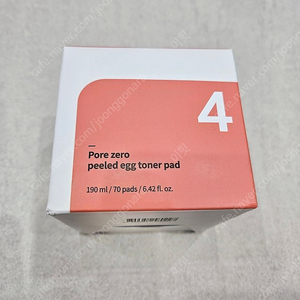 4
Pore zero
peeled egg toner pad
190 ml / 70 pads / 6.42 fl. oz.